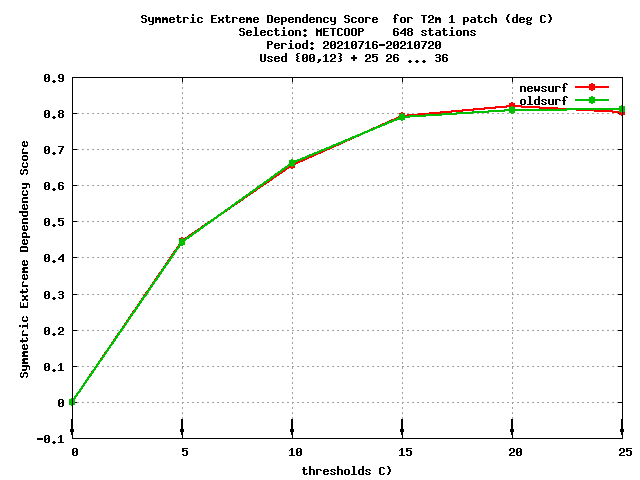 Symmetric Extreme Dependency Score  for T2m 1 patch (deg C)
Selection: METCOOP    648 stations
Period: 20210716-20210720
Used {00,12} + 25 26 ... 36
newsurf
oldsurf
Symmetric Extreme Dependency Score
0.9
0.8
0.7
0.6
0.5
0.4
0.3
0.2
0.1
0
-0.1
0 5 10 15 20 25
thresholds C)